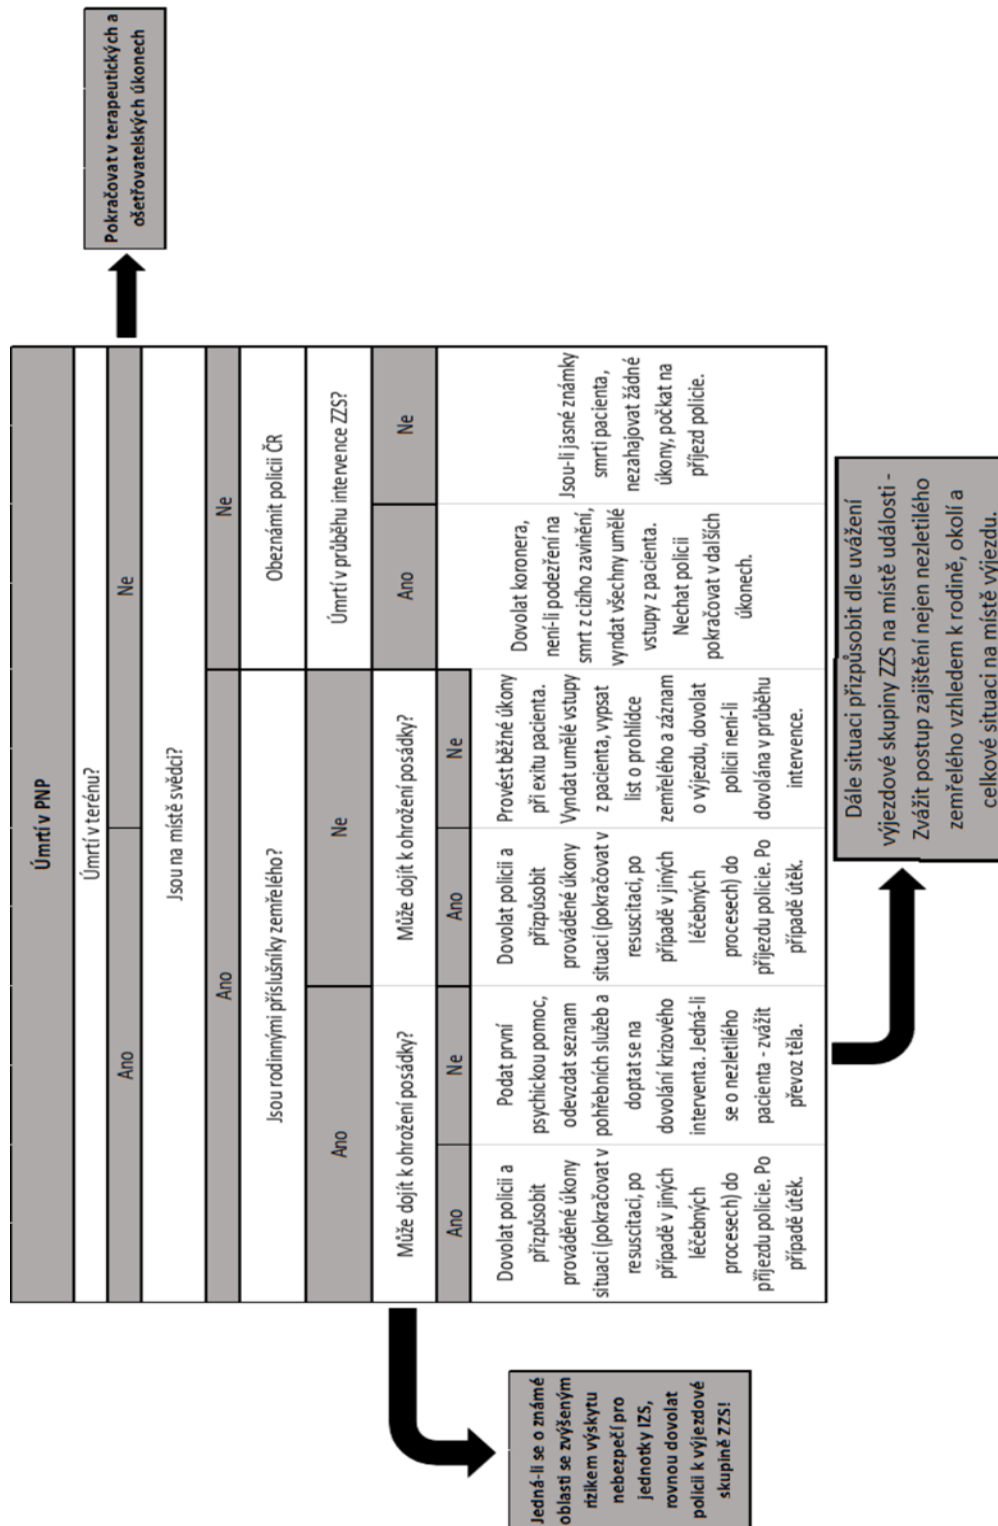 Úmrtí v PNP
Úmrtí v terénu?
Ano
Ne
Pokračovat v terapeutických a
ošetřovatelských úkonech
Jsou na místě svědci?
Ano
Ne
Jsou rodinnými příslušníky zemřelého?
Obeznámit policii ČR
Ano
Ne
Úmrtí v průběhu intervence ZZS?
Může dojít k ohrožení posádky?
Může dojít k ohrožení posádky?
Ano
Ne
Ano
Ne
Ano
Ne
Dovolat policii a
přizpůsobit
prováděné úkony
situaci (pokračovat v
resuscitaci, po
případě v jiných
léčebných
procesech) do
příjezdu policie. Po
případě útěk.
Podat první
psychickou pomoc,
odevzdat seznam
pohřebních služeb a
doptat se na
dovolání krizového
interventa. Jedná-li
se o nezletilého
pacienta - zvážit
převoz těla.
Dovolat policii a
přizpůsobit
prováděné úkony
situaci (pokračovat v
resuscitaci, po
případě v jiných
léčebných
procesech) do
příjezdu policie. Po
případě útěk.
Provést běžné úkony
při exitu pacienta.
Vyndat umělé vstupy
z pacienta, vypsat
list o prohlídce
zemřelého a záznam
o výjezdu, dovolat
policii není-li
dovolána v průběhu
intervence.
Dovolat koronera,
není-li podezření na
smrt z cizího zavinění,
vyndat všechny umělé
vstupy z pacienta.
Nechat policii
pokračovat v dalších
úkonech.
Jsou-li jasné známky
smrti pacienta,
nezahajovat žádné
úkony, počkat na
příjezd policie.
Jedná-li se o známé
oblasti se zvýšeným
rizikem výskytu
nebezpečí pro
jednotky IZS,
rovnou dovolat
policii k výjezdové
skupině ZZS!
Dále situaci přizpůsobit dle uvážení
výjezdové skupiny ZZS na místě události -
Zvážit postup zajištění nejen nezletilého
zemřelého vzhledem k rodině, okolí a
celkové situaci na místě výjezdu.